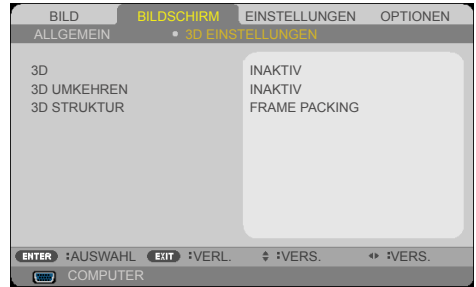 BILD BILDSCHIRM EINSTELLUNGEN OPTIONEN
ALLGEMEIN • 3D EINSTELLUNGEN
3D INAKTIV
3D UMKEHREN INAKTIV
3D STRUKTUR FRAME PACKING
ENTER :AUSWAHL EXIT :VERL. :VERS. :VERS.
COMPUTER